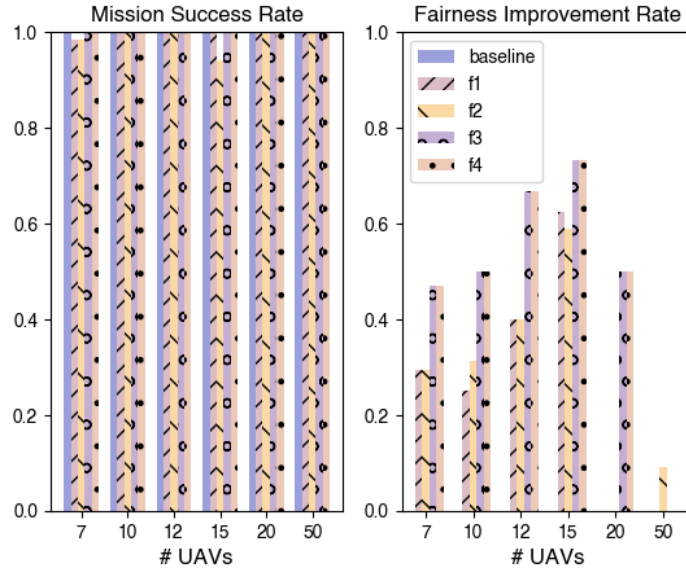 Mission Success Rate
1.0
0.8
0.6
0.4
0.2
0.0
7 10 12 15 20 50
# UAVs
Fairness Improvement Rate
1.0
0.8
0.6
0.4
0.2
0.0
baseline
f1
f2
f3
f4
7 10 12 15 20 50
# UAVs